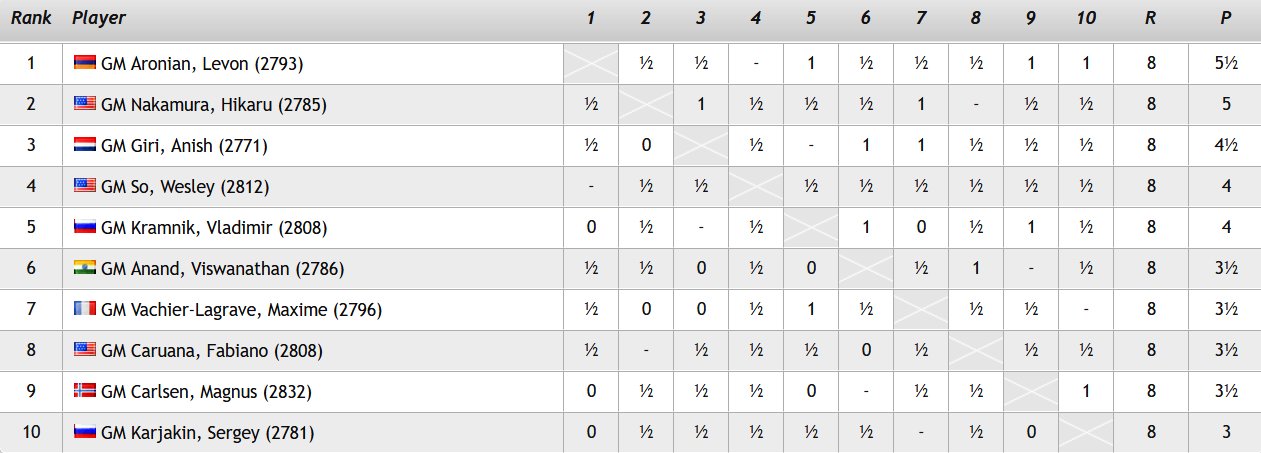 Rank Player 1 2 3 4 5 6 7 8 9 10 R P
1 GM Aronian, Levon (2793) ½ ½ - 1 ½ ½ ½ 1 1 8 5½
2 GM Nakamura, Hikaru (2785) ½ 1 ½ ½ ½ 1 - ½ ½ 8 5
3 GM Giri, Anish (2771) ½ 0 ½ - 1 1 ½ ½ ½ 8 4½
4 GM So, Wesley (2812) - ½ ½ ½ ½ ½ ½ ½ ½ 8 4
5 GM Kramnik, Vladimir (2808) 0 ½ - ½ 1 0 ½ 1 ½ 8 4
6 GM Anand, Viswanathan (2786) ½ ½ 0 ½ 0 ½ 1 - ½ 8 3½
7 GM Vachier-Lagrave, Maxime (2796) ½ 0 0 ½ 1 ½ ½ ½ - 8 3½
8 GM Caruana, Fabiano (2808) ½ - ½ ½ ½ 0 ½ ½ ½ 8 3½
9 GM Carlsen, Magnus (2832) 0 ½ ½ ½ 0 - ½ ½ 1 8 3½
10 GM Karjakin, Sergey (2781) 0 ½ ½ ½ ½ ½ - ½ 0 8 3